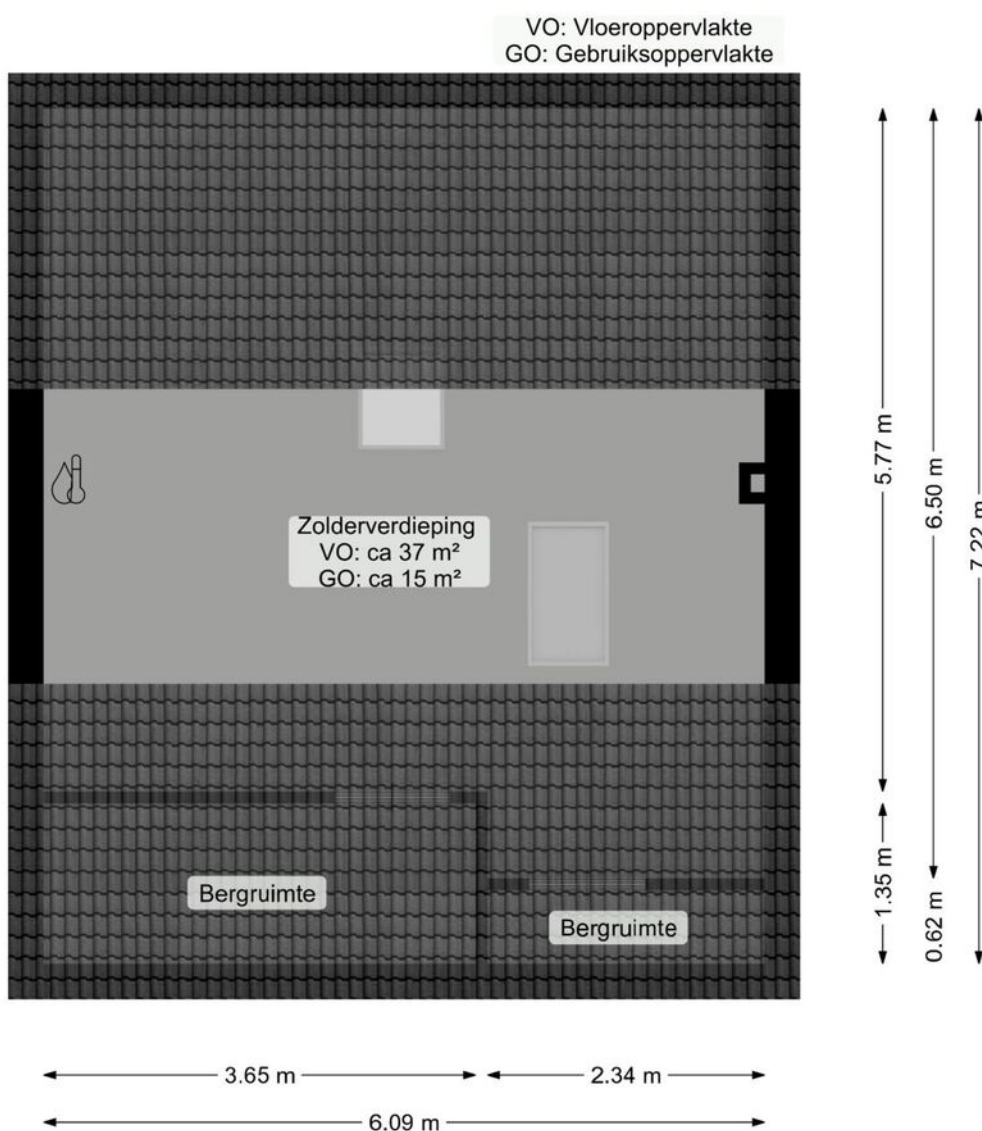 VO: Vloeroppervlakte
GO: Gebruiksoppervlakte
Zolderverdieping
VO: ca 37 m²
GO: ca 15 m²
Bergruimte
Bergruimte
5.77 m
6.50 m
7.22 m
1.35 m
0.62 m
3.65 m
2.34 m
6.09 m